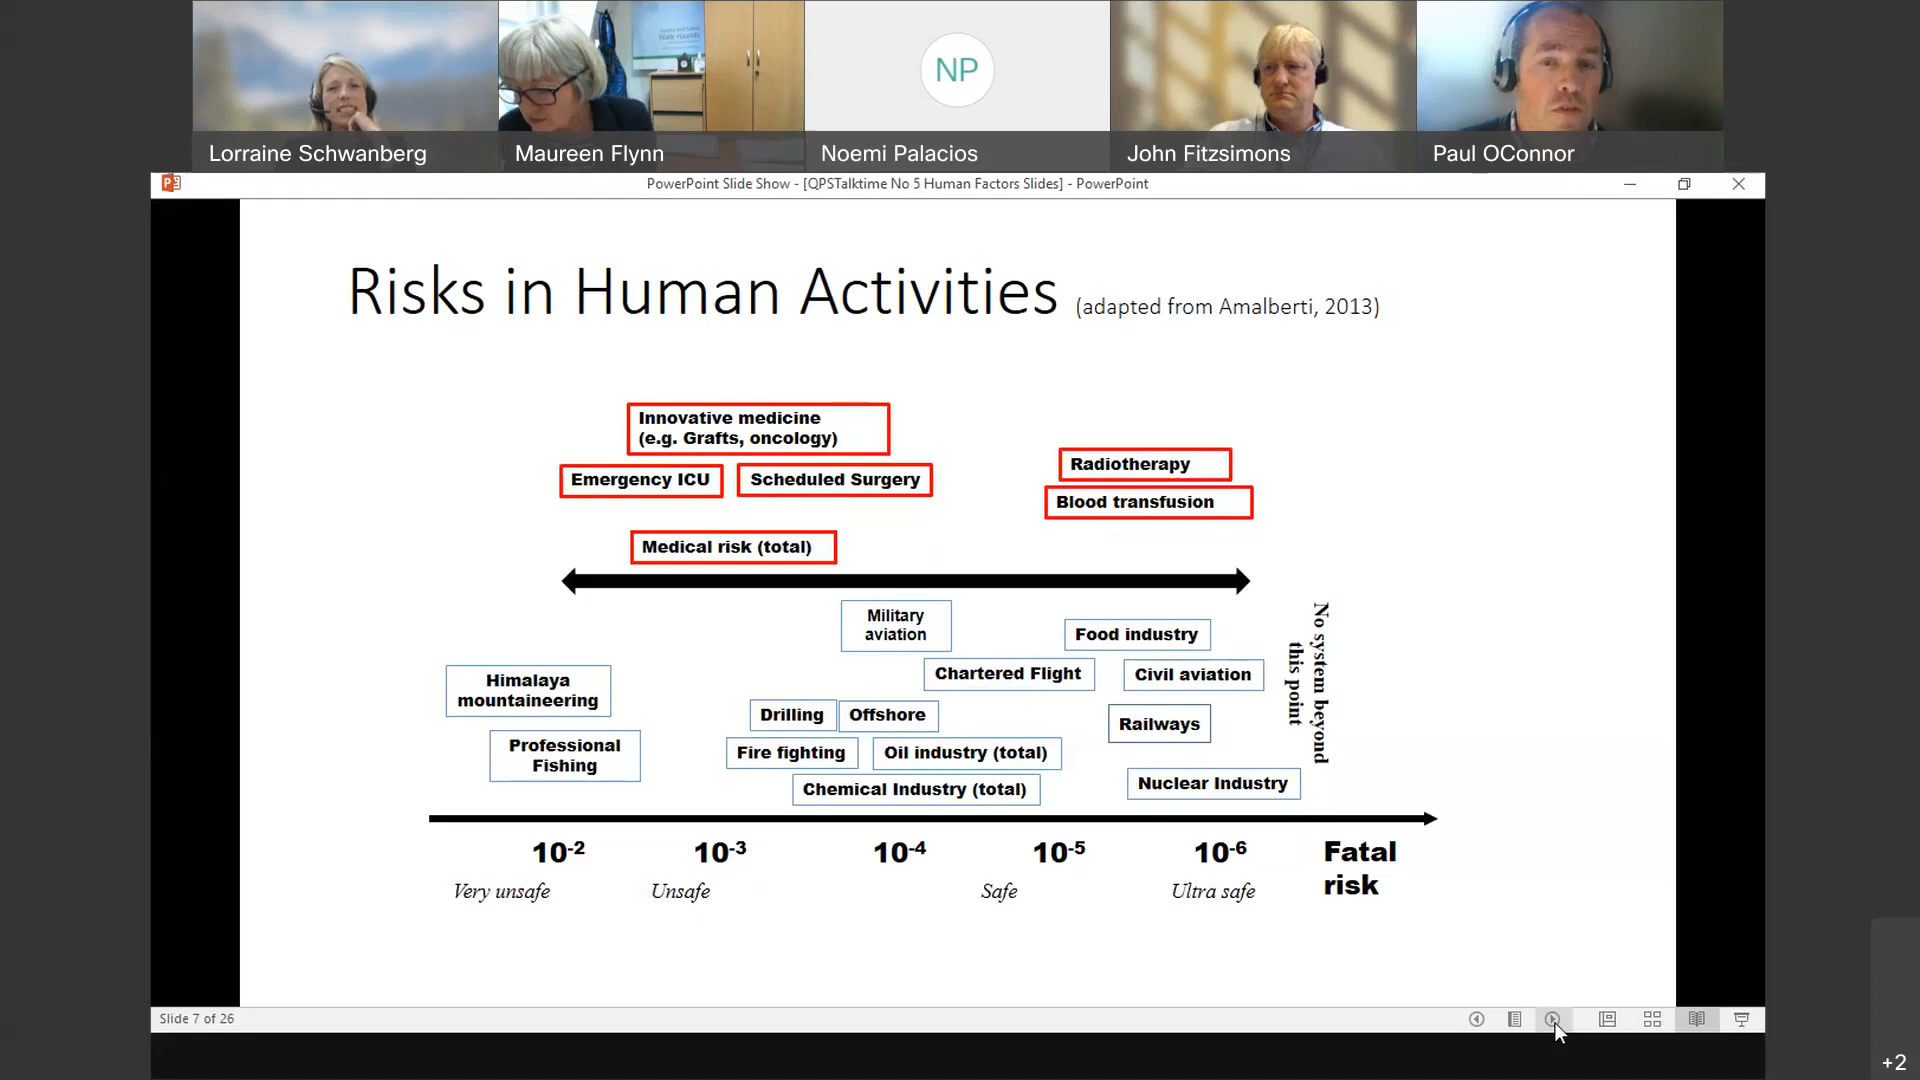 Walk-rounds
NP
Lorraine Schwanberg
Maureen Flynn
Noemi Palacios
John Fitzsimons
Paul OConnor
PowerPoint Slide Show - [QPSTalktime No 5 Human Factors Slides] - PowerPoint
Risks in Human Activities (adapted from Amalberti, 2013)
Innovative medicine
(e.g. Grafts, oncology)
Radiotherapy
Emergency ICU
Scheduled Surgery
Blood transfusion
Medical risk (total)
Military
aviation
Food industry
No system beyond
this point
Chartered Flight
Civil aviation
Himalaya
mountaineering
Drilling
Offshore
Railways
Professional
Fishing
Fire fighting
Oil industry (total)
Chemical Industry (total)
Nuclear Industry
10-2
10-3
10-4
10-5
10-6
Fatal
risk
Very unsafe
Unsafe
Safe
Ultra safe
Slide 7 of 26
+2